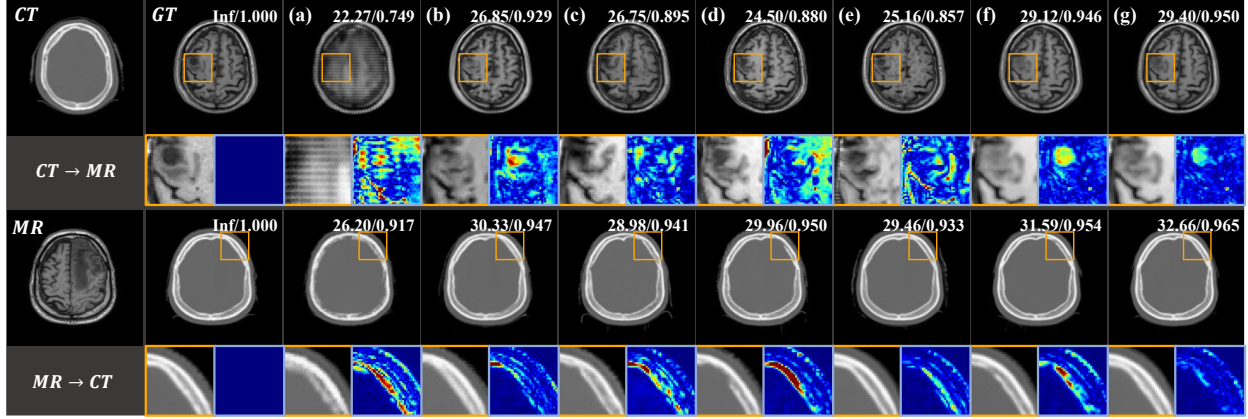 CT GT Inf/1.000 (a) 22.27/0.749 (b) 26.85/0.929 (c) 26.75/0.895 (d) 24.50/0.880 (e) 25.16/0.857 (f) 29.12/0.946 (g) 29.40/0.950
CT → MR
MR Inf/1.000 26.20/0.917 30.33/0.947 28.98/0.941 29.96/0.950 29.46/0.933 31.59/0.954 32.66/0.965
MR → CT